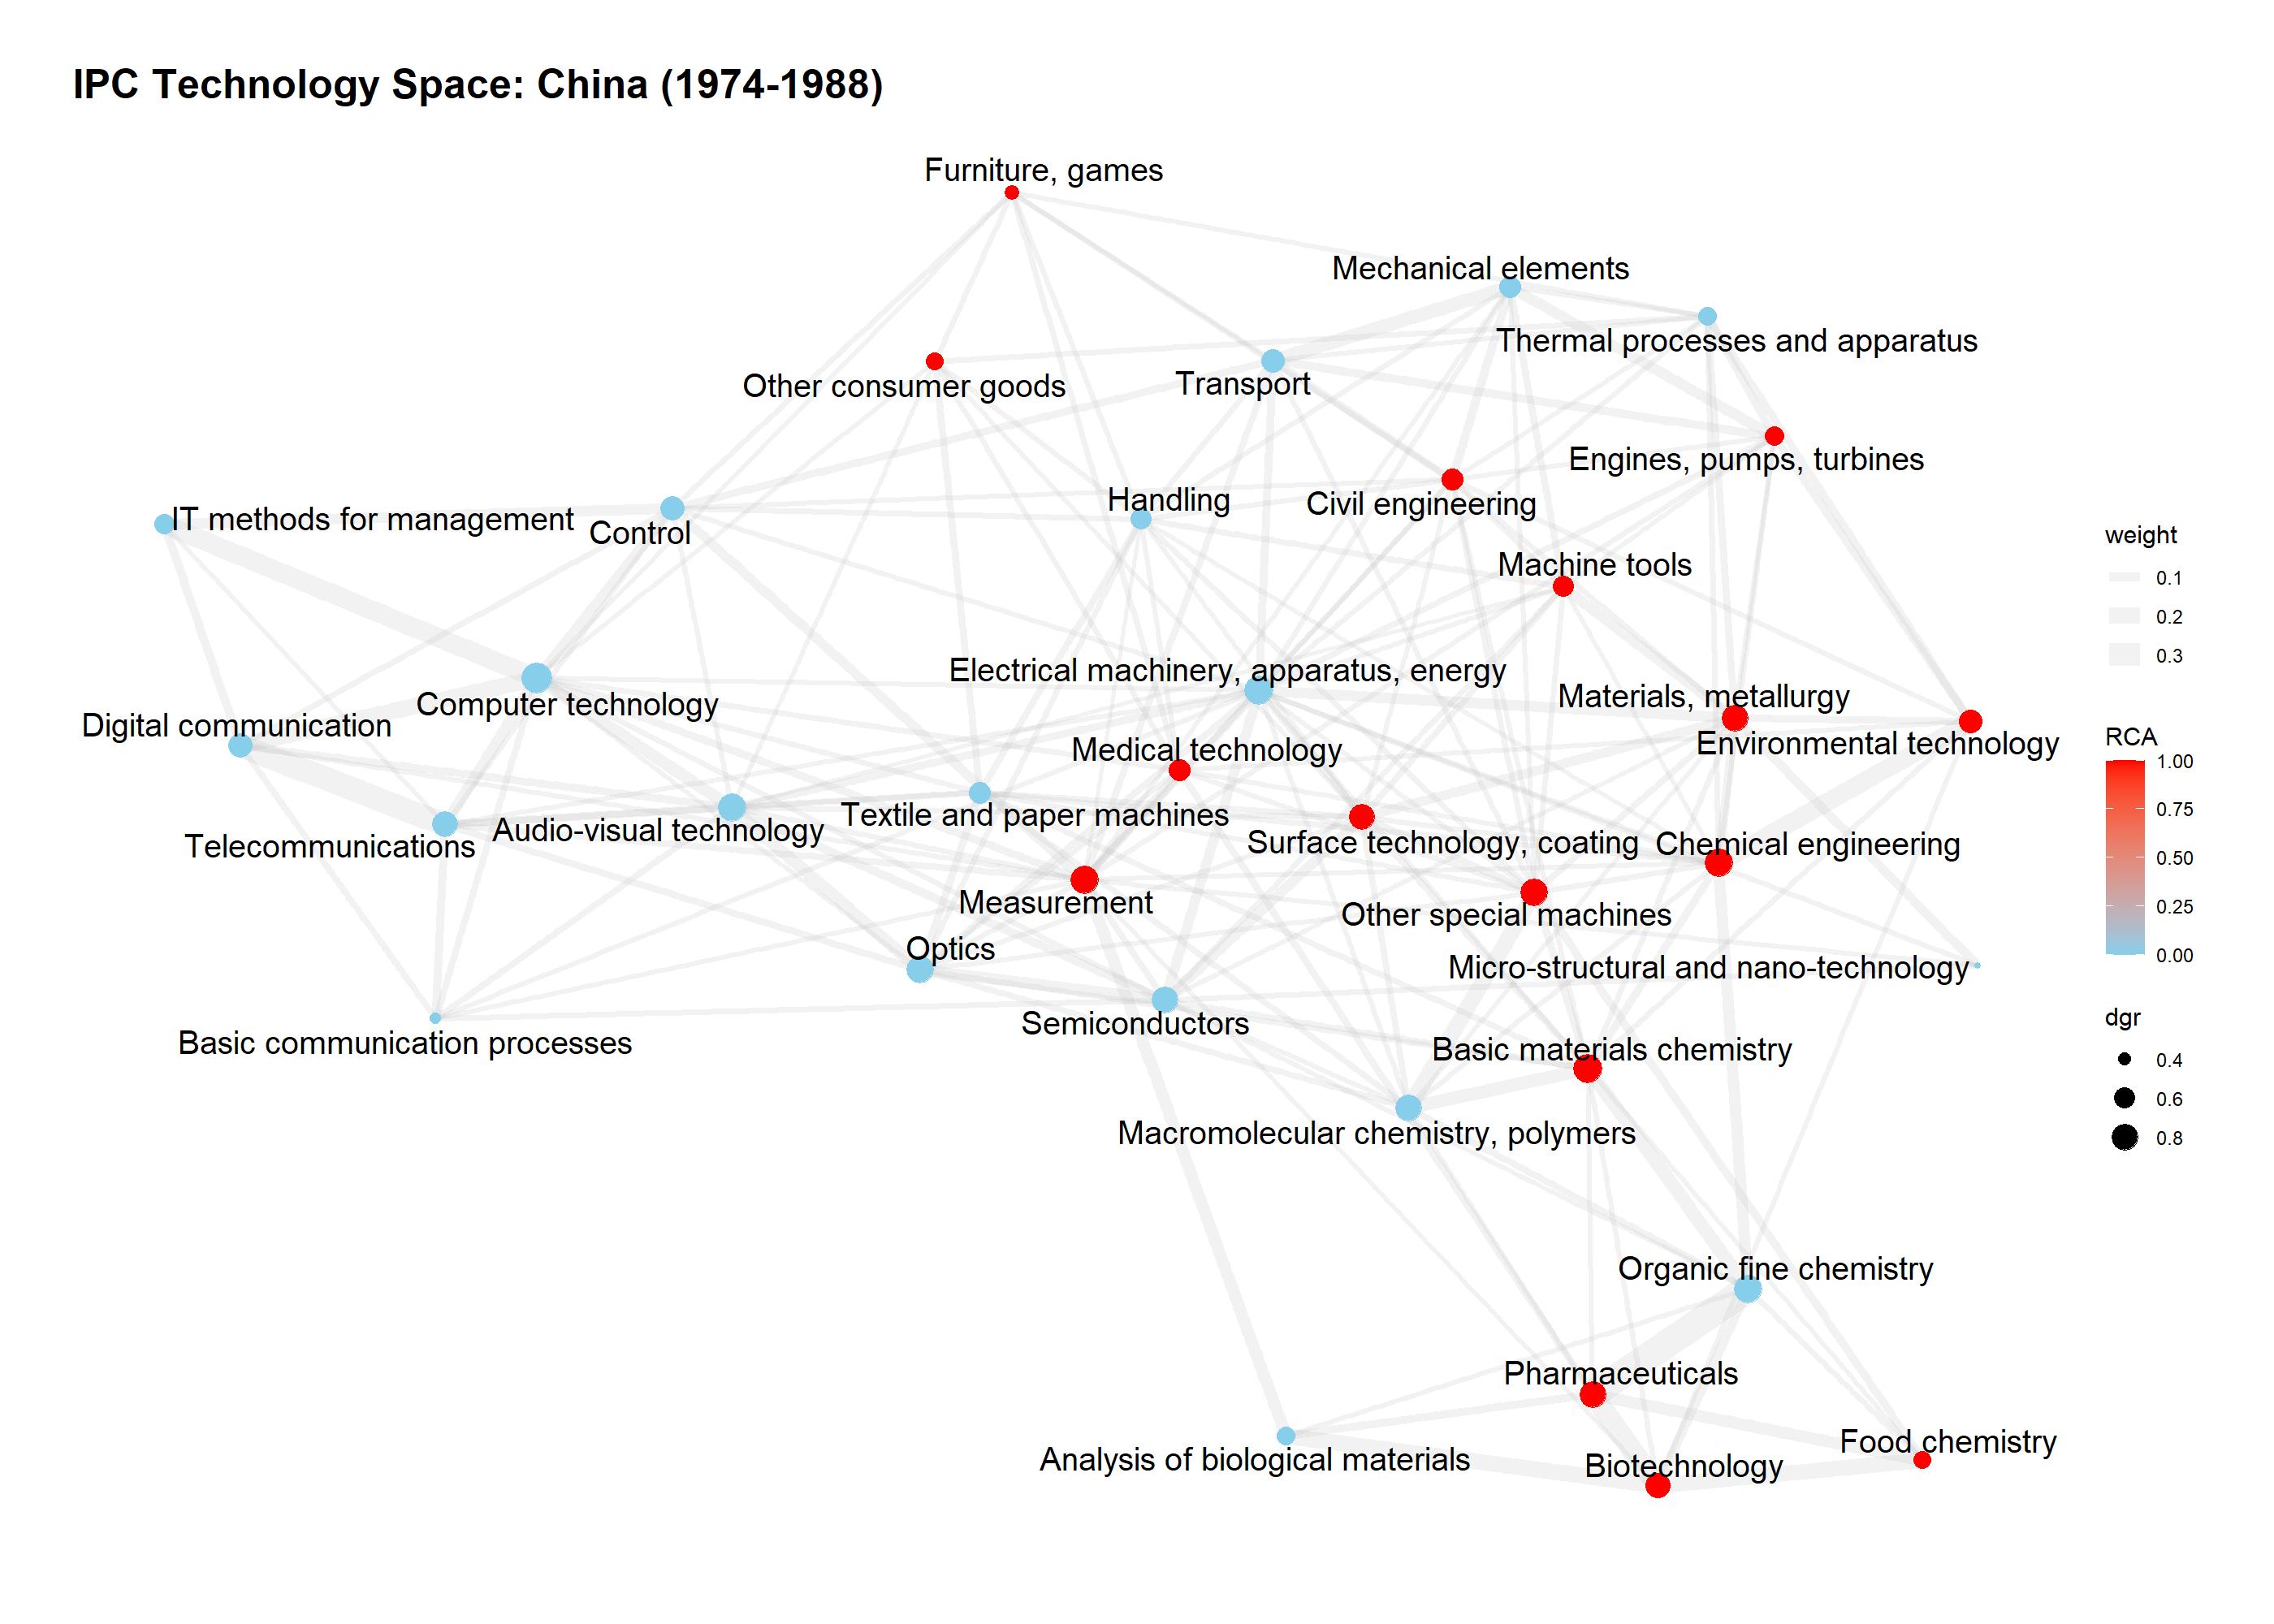 IPC Technology Space: China (1974-1988)
Furniture, games
Mechanical elements
Thermal processes and apparatus
Other consumer goods
Transport
Engines, pumps, turbines
Handling
Civil engineering
IT methods for management
Control
Machine tools
Electrical machinery, apparatus, energy
Materials, metallurgy
Computer technology
Digital communication
Medical technology
Environmental technology
Textile and paper machines
Audio-visual technology
Telecommunications
Surface technology, coating
Chemical engineering
Measurement
Other special machines
Optics
Micro-structural and nano-technology
Semiconductors
Basic communication processes
Basic materials chemistry
Macromolecular chemistry, polymers
Organic fine chemistry
Pharmaceuticals
Food chemistry
Analysis of biological materials
Biotechnology
weight
0.1
0.2
0.3
RCA
1.00
0.75
0.50
0.25
0.00
dgr
0.4
0.6
0.8